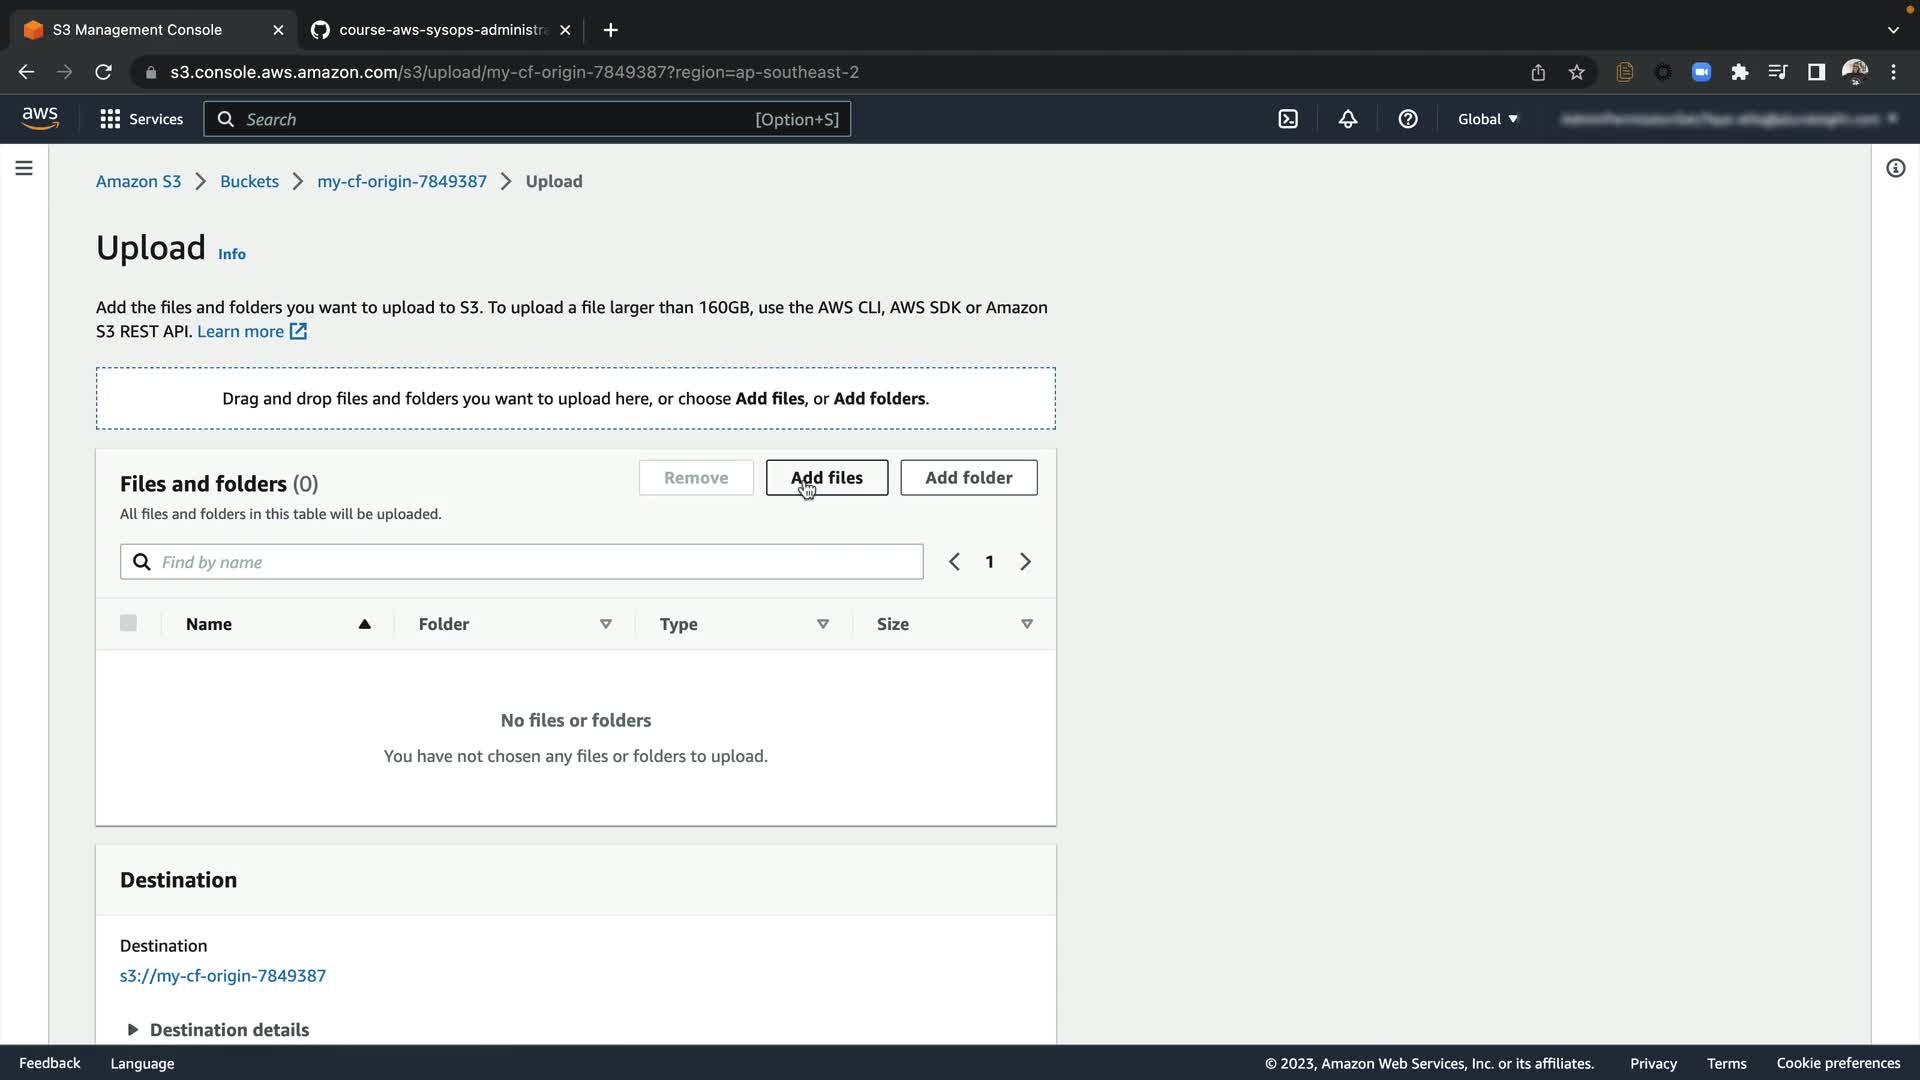 S3 Management Console
course-aws-sysops-administra
s3.console.aws.amazon.com/s3/upload/my-cf-origin-7849387?region=ap-southeast-2
aws
Services
Search
[Option+S]
Global
Amazon S3
Buckets
my-cf-origin-7849387
Upload
Upload
Info
Add the files and folders you want to upload to S3. To upload a file larger than 160GB, use the AWS CLI, AWS SDK or Amazon
S3 REST API. Learn more
Drag and drop files and folders you want to upload here, or choose Add files, or Add folders.
Files and folders (0)
Remove
Add files
Add folder
All files and folders in this table will be uploaded.
Find by name
1
Name
Folder
Type
Size
No files or folders
You have not chosen any files or folders to upload.
Destination
Destination
s3://my-cf-origin-7849387
Destination details
Feedback
Language
© 2023, Amazon Web Services, Inc. or its affiliates.
Privacy
Terms
Cookie preferences